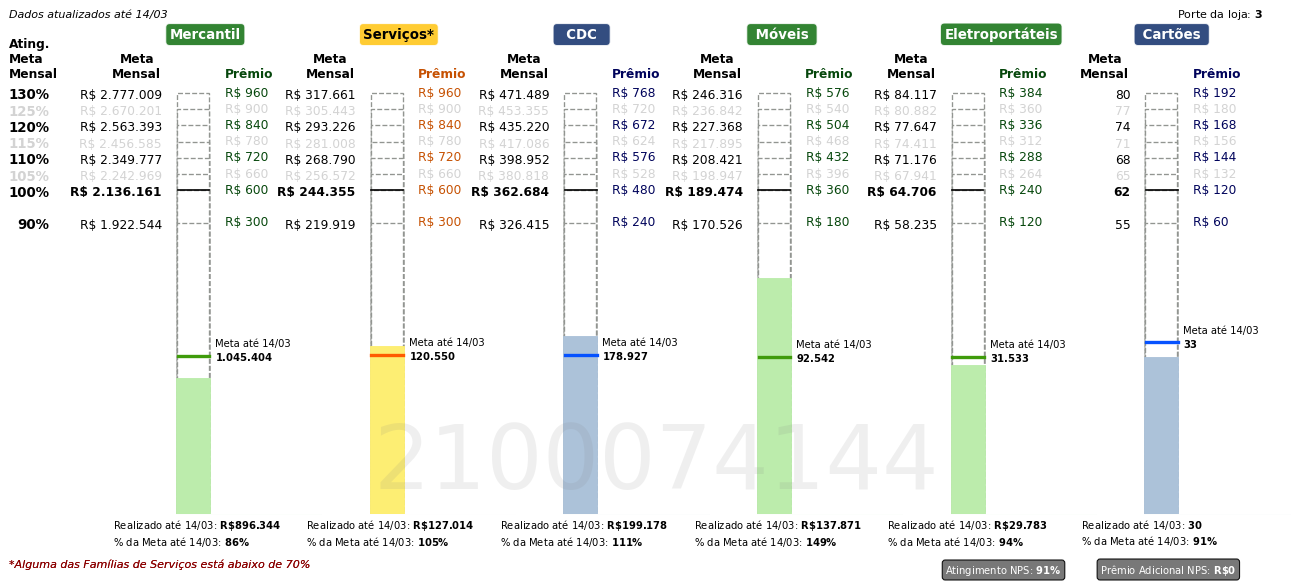 Dados atualizados até 14/03
Porte da loja: 3
Mercantil Serviços* CDC Móveis Eletroportáteis Cartões
Ating. Meta Mensal
Meta Mensal Prêmio Meta Mensal Prêmio Meta Mensal Prêmio Meta Mensal Prêmio Meta Mensal Prêmio Meta Mensal Prêmio
130% R$ 2.777.009 R$ 960 R$ 317.661 R$ 960 R$ 471.489 R$ 768 R$ 246.316 R$ 576 R$ 84.117 R$ 384 80 R$ 192
125% R$ 2.670.201 R$ 900 R$ 305.443 R$ 900 R$ 453.355 R$ 720 R$ 236.842 R$ 540 R$ 80.882 R$ 360 77 R$ 180
120% R$ 2.563.393 R$ 840 R$ 293.226 R$ 840 R$ 435.220 R$ 672 R$ 227.368 R$ 504 R$ 77.647 R$ 336 74 R$ 168
115% R$ 2.456.585 R$ 780 R$ 281.008 R$ 780 R$ 417.086 R$ 624 R$ 217.895 R$ 468 R$ 74.411 R$ 312 71 R$ 156
110% R$ 2.349.777 R$ 720 R$ 268.790 R$ 720 R$ 398.952 R$ 576 R$ 208.421 R$ 432 R$ 71.176 R$ 288 68 R$ 144
105% R$ 2.242.969 R$ 660 R$ 256.572 R$ 660 R$ 380.818 R$ 528 R$ 198.947 R$ 396 R$ 67.941 R$ 264 65 R$ 132
100% R$ 2.136.161 R$ 600 R$ 244.355 R$ 600 R$ 362.684 R$ 480 R$ 189.474 R$ 360 R$ 64.706 R$ 240 62 R$ 120
90% R$ 1.922.544 R$ 300 R$ 219.919 R$ 300 R$ 326.415 R$ 240 R$ 170.526 R$ 180 R$ 58.235 R$ 120 55 R$ 60
Meta até 14/03 Meta até 14/03 Meta até 14/03 Meta até 14/03 Meta até 14/03 Meta até 14/03
1.045.404 120.550 178.927 92.542 31.533 33
2100074144
Realizado até 14/03: R$896.344 Realizado até 14/03: R$127.014 Realizado até 14/03: R$199.178 Realizado até 14/03: R$137.871 Realizado até 14/03: R$29.783 Realizado até 14/03: 30
% da Meta até 14/03: 86% % da Meta até 14/03: 105% % da Meta até 14/03: 111% % da Meta até 14/03: 149% % da Meta até 14/03: 94% % da Meta até 14/03: 91%
*Alguma das Famílias de Serviços está abaixo de 70%
Atingimento NPS: 91% Prêmio Adicional NPS: R$0